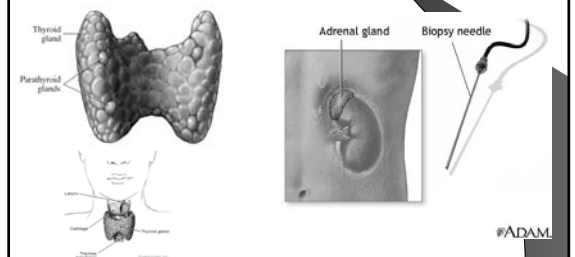 Thyroid
gland
Parathyroid
glands
Larynx
Cartilage
Thyroid gland
Trachea
Adrenal gland
Biopsy needle
ADAM.